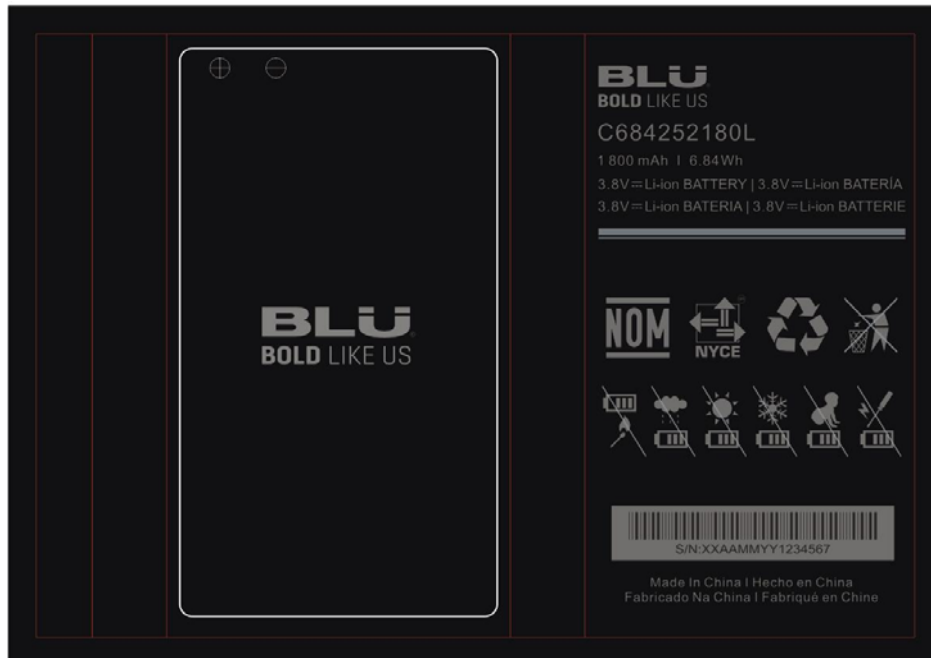 BLU
BOLD LIKE US
BLU
BOLD LIKE US
C684252180L
1 800 mAh I 6.84Wh
3.8V⎓Li-ion BATTERY | 3.8V⎓Li-ion BATERÍA
3.8V⎓Li-ion BATERIA | 3.8V⎓Li-ion BATTERIE
NOM
NYCE
S/N:XXAAMMYY1234567
Made In China I Hecho en China
Fabricado Na China I Fabriqué en Chine